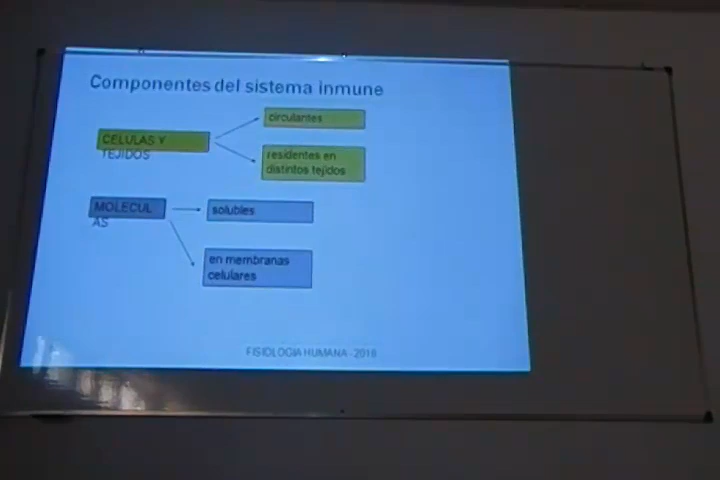 Componentes del sistema inmune
circulantes
CELULAS Y
TEJIDOS
residentes en
distintos tejidos
MOLECUL
AS
solubles
en membranas
celulares
FISIOLOGIA HUMANA - 2016